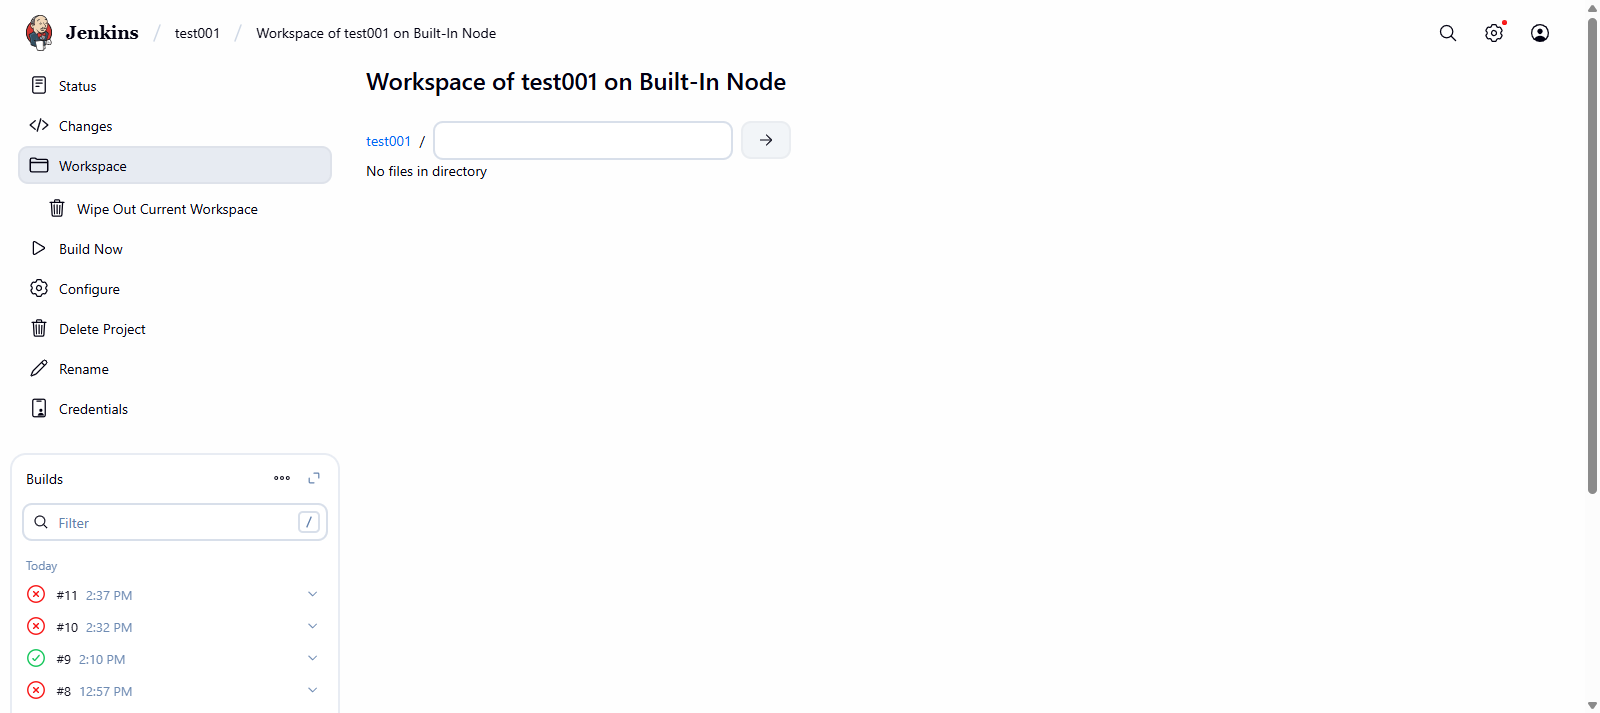 Jenkins / test001 / Workspace of test001 on Built-In Node
Status
Changes
Workspace
Wipe Out Current Workspace
Build Now
Configure
Delete Project
Rename
Credentials
Workspace of test001 on Built-In Node
test001 /
No files in directory
Builds
Filter /
Today
#11 2:37 PM
#10 2:32 PM
#9 2:10 PM
#8 12:57 PM